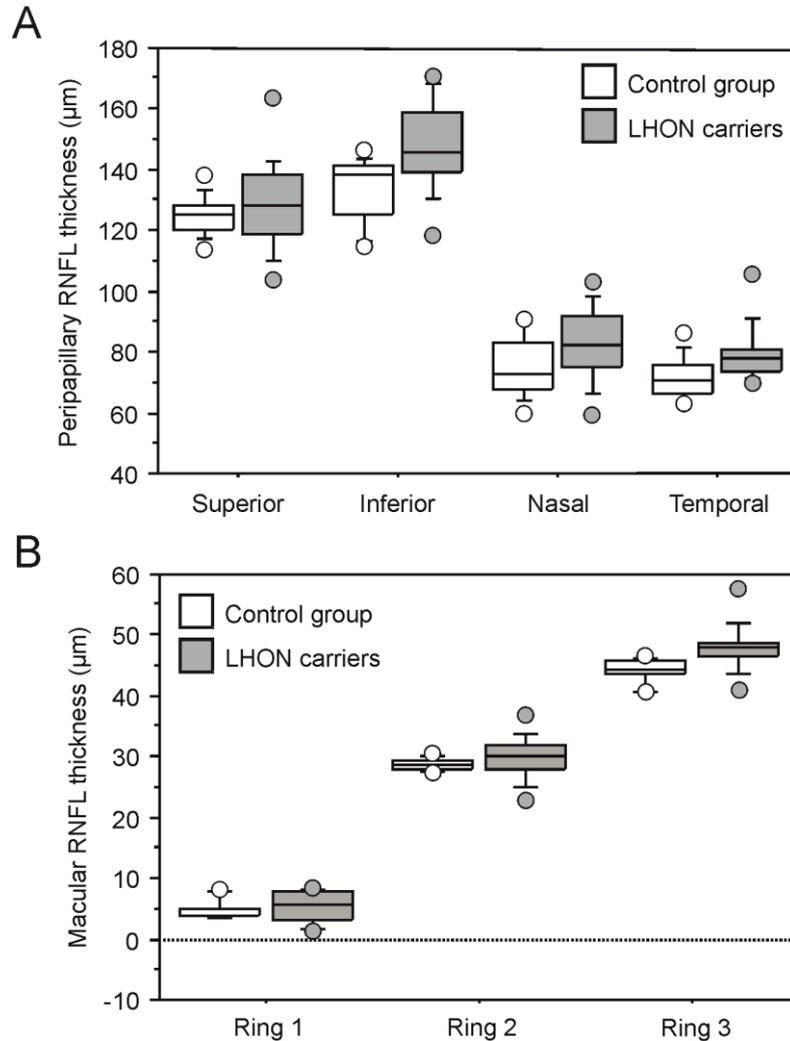 A
Peripapillary RNFL thickness (µm)
180
160
140
120
100
80
60
40
Control group
LHON carriers
Superior Inferior Nasal Temporal
B
Macular RNFL thickness (µm)
60
50
40
30
20
10
0
-10
Control group
LHON carriers
Ring 1 Ring 2 Ring 3